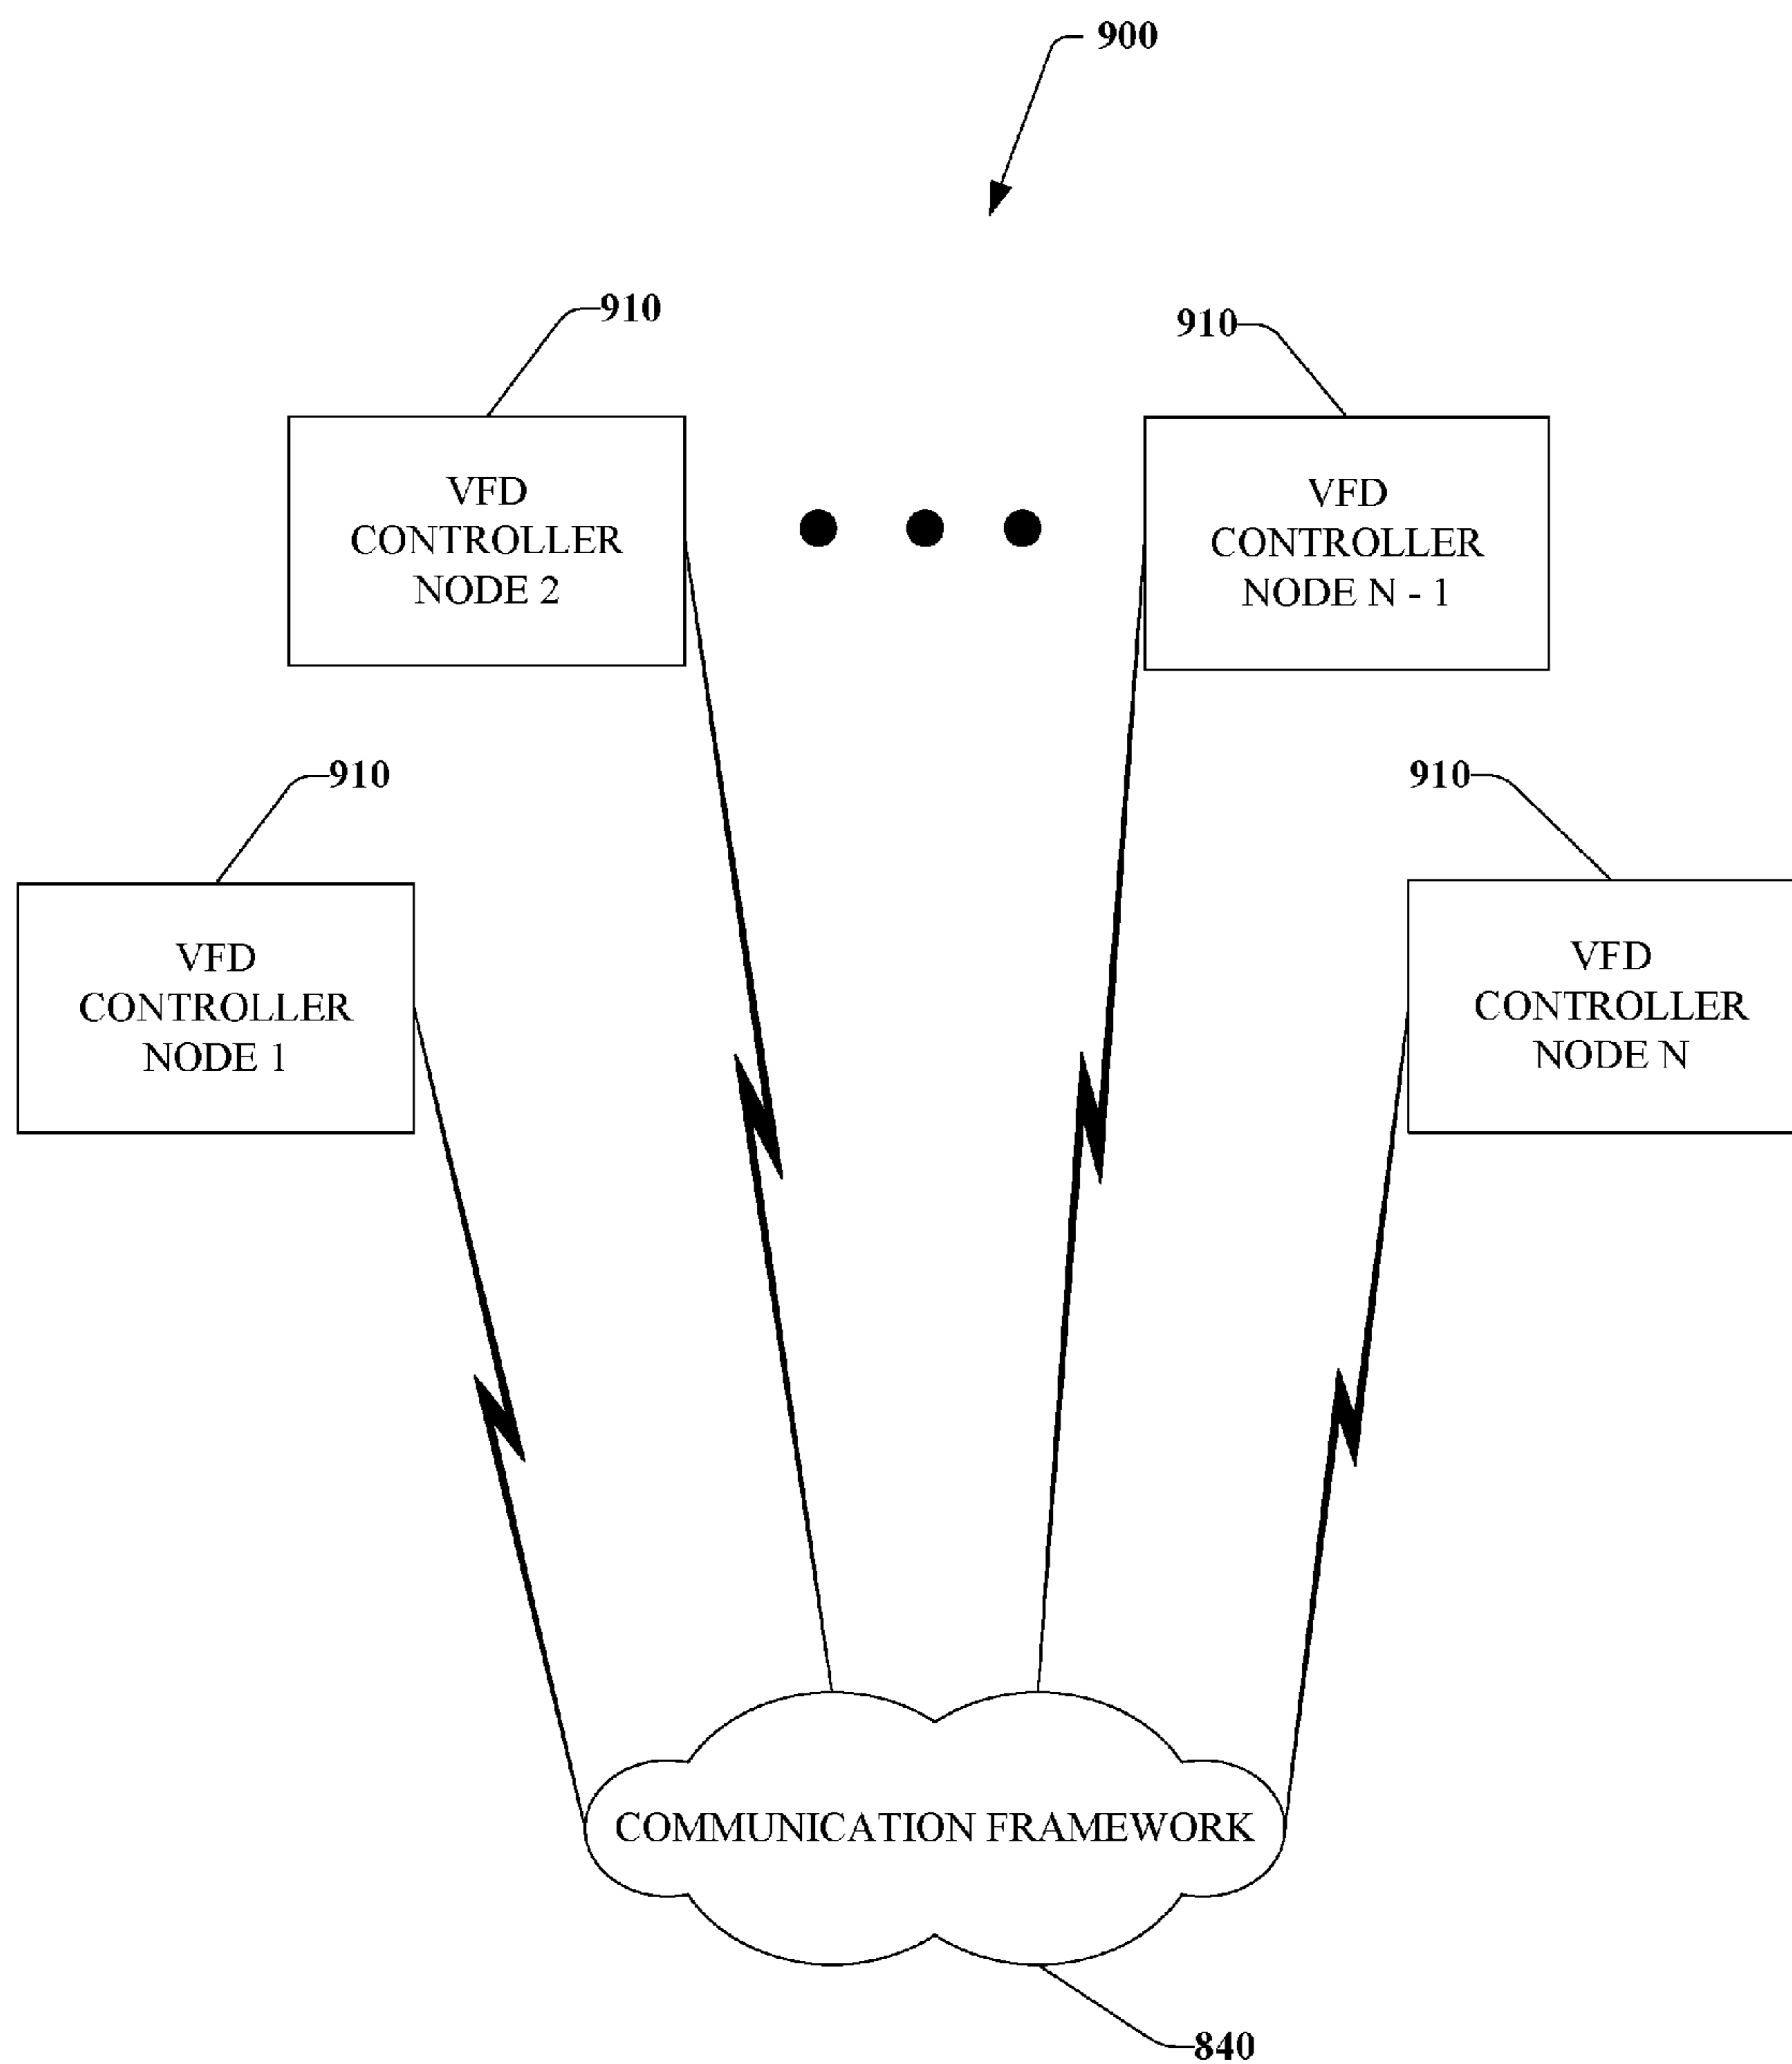 900
910
910
VFD
CONTROLLER
NODE 2
VFD
CONTROLLER
NODE N - 1
910
910
VFD
CONTROLLER
NODE 1
VFD
CONTROLLER
NODE N
COMMUNICATION FRAMEWORK
840